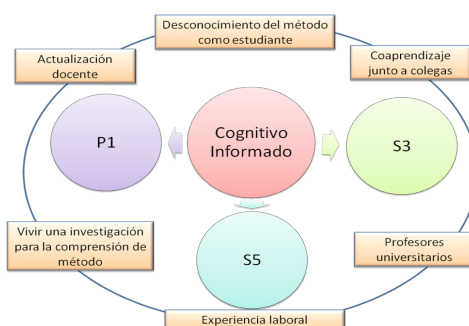 Desconocimiento del método
como estudiante
Actualización
docente
Coaprendizaje
junto a colegas
P1
Cognitivo
Informado
S3
Vivir una investigación
para la comprensión de
método
S5
Profesores
universitarios
Experiencia laboral